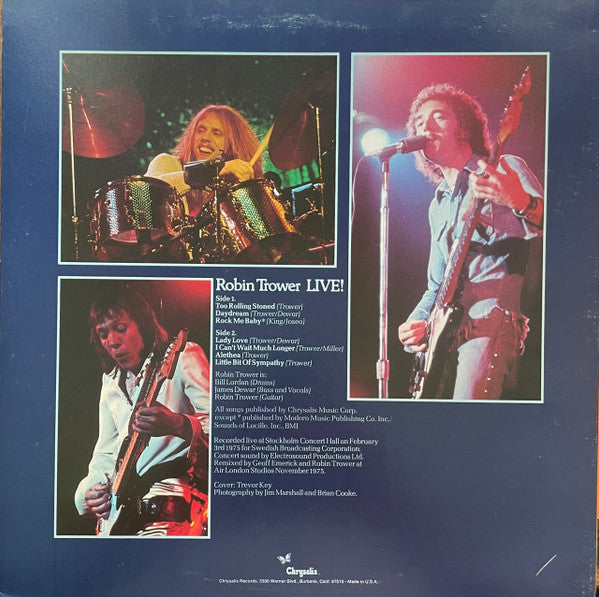 Robin Trower LIVE!
Side 1.
Too Rolling Stoned (Trower)
Daydream (Trower/Dewar)
Rock Me Baby* (King/Joseo)
Side 2.
Lady Love (Trower/Dewar)
I Can't Wait Much Longer (Trower/Miller)
Alethea (Trower)
Little Bit Of Sympathy (Trower)
Robin Trower is:
Bill Lordan (Drums)
James Dewar (Bass and Vocals)
Robin Trower (Guitar)
All songs published by Chrysalis Music Corp.
except * published by Modern Music Publishing Co. Inc./
Sounds of Lucille. Inc., BMI
Recorded live at Stockholm Concert Hall on February
3rd 1975 for Swedish Broadcasting Corporation.
Concert sound by Electrosound Productions Ltd.
Remixed by Geoff Emerick and Robin Trower at
Air London Studios November 1975.
Cover: Trevor Key
Photography by Jim Marshall and Brian Cooke.
Chrysalis
Chrysalis Records, 3300 Warner Blvd., Burbank, Calif. 91510 • Made in U.S.A.